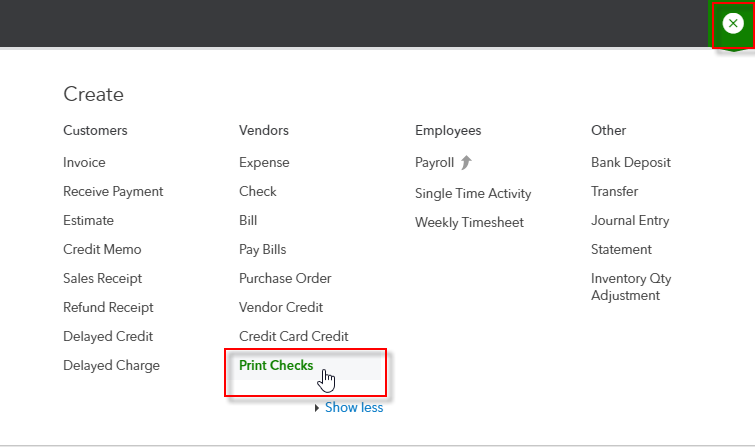 Create
Customers
Invoice
Receive Payment
Estimate
Credit Memo
Sales Receipt
Refund Receipt
Delayed Credit
Delayed Charge
Vendors
Expense
Check
Bill
Pay Bills
Purchase Order
Vendor Credit
Credit Card Credit
Print Checks
Show less
Employees
Payroll
Single Time Activity
Weekly Timesheet
Other
Bank Deposit
Transfer
Journal Entry
Statement
Inventory Qty
Adjustment